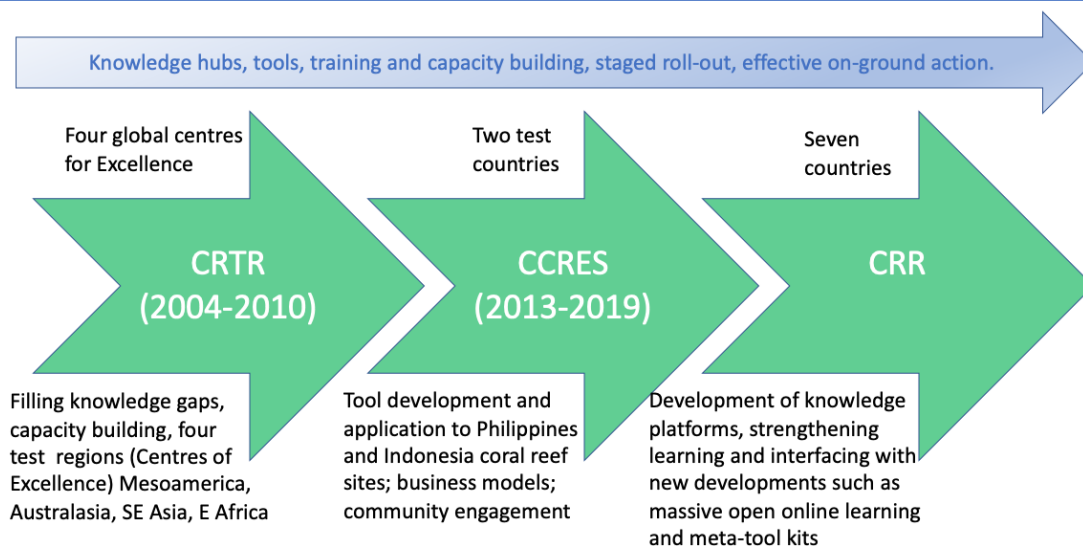 Knowledge hubs, tools, training and capacity building, staged roll-out, effective on-ground action.
Four global centres
for Excellence
Two test
countries
Seven
countries
CRTR
(2004-2010)
CCRES
(2013-2019)
CRR
Filling knowledge gaps,
capacity building, four
test regions (Centres of
Excellence) Mesoamerica,
Australasia, SE Asia, E Africa
Tool development and
application to Philippines
and Indonesia coral reef
sites; business models;
community engagement
Development of knowledge
platforms, strengthening
learning and interfacing with
new developments such as
massive open online learning
and meta-tool kits